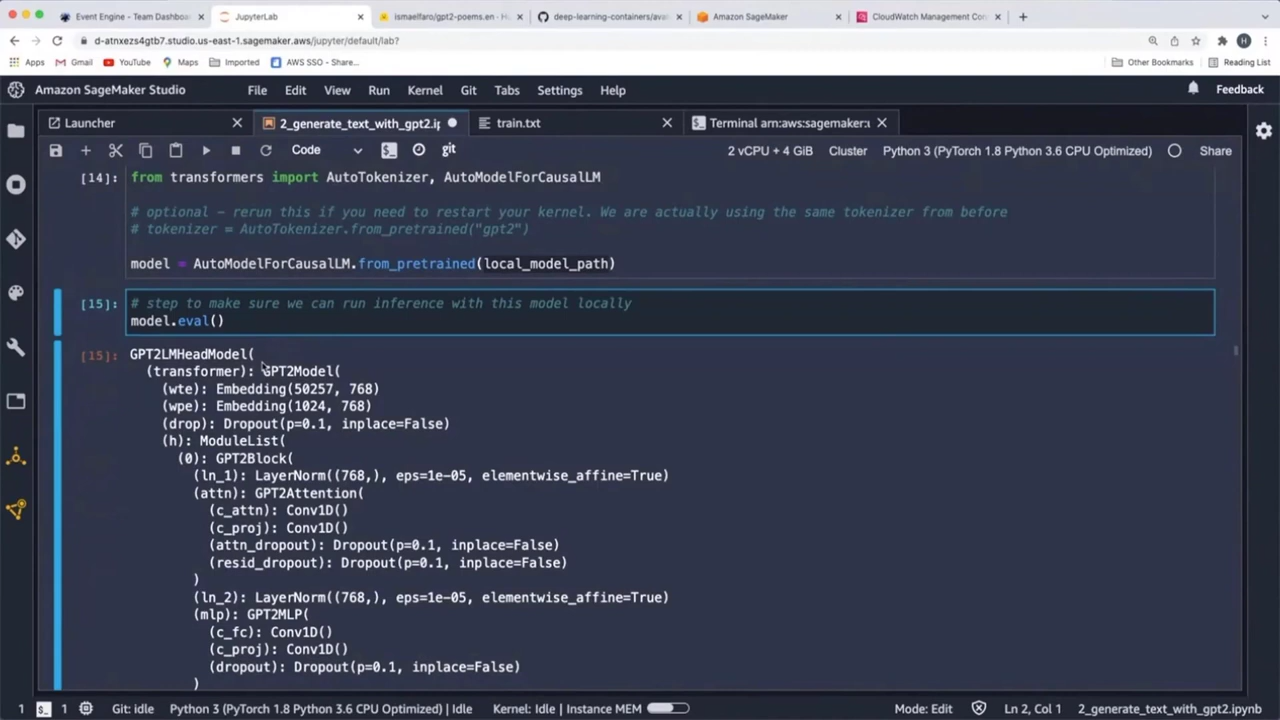 Event Engine - Team Dashboa
JupyterLab
ismaelfaro/gpt2-poems.en - Hu
deep-learning-containers/avai
Amazon SageMaker
CloudWatch Management Con
d-atnxezs4gtb7.studio.us-east-1.sagemaker.aws/jupyter/default/lab?
H
Apps
Gmail
YouTube
Maps
Imported
AWS SSO - Share...
Other Bookmarks
Reading List
Amazon SageMaker Studio
File
Edit
View
Run
Kernel
Git
Tabs
Settings
Help
Feedback
Launcher
2_generate_text_with_gpt2.ip
train.txt
Terminal arn:aws:sagemaker:u
Code
git
2 vCPU + 4 GiB
Cluster
Python 3 (PyTorch 1.8 Python 3.6 CPU Optimized)
Share
[14]: from transformers import AutoTokenizer, AutoModelForCausalLM
# optional - rerun this if you need to restart your kernel. We are actually using the same tokenizer from before
# tokenizer = AutoTokenizer.from_pretrained("gpt2")
model = AutoModelForCausalLM.from_pretrained(local_model_path)
[15]: # step to make sure we can run inference with this model locally
model.eval()
[15]: GPT2LMHeadModel(
(transformer): GPT2Model(
(wte): Embedding(50257, 768)
(wpe): Embedding(1024, 768)
(drop): Dropout(p=0.1, inplace=False)
(h): ModuleList(
(0): GPT2Block(
(ln_1): LayerNorm((768,), eps=1e-05, elementwise_affine=True)
(attn): GPT2Attention(
(c_attn): Conv1D()
(c_proj): Conv1D()
(attn_dropout): Dropout(p=0.1, inplace=False)
(resid_dropout): Dropout(p=0.1, inplace=False)
)
(ln_2): LayerNorm((768,), eps=1e-05, elementwise_affine=True)
(mlp): GPT2MLP(
(c_fc): Conv1D()
(c_proj): Conv1D()
(dropout): Dropout(p=0.1, inplace=False)
)
1
1
Git: idle
Python 3 (PyTorch 1.8 Python 3.6 CPU Optimized) | Idle
Kernel: Idle | Instance MEM
Mode: Edit
Ln 2, Col 1
2_generate_text_with_gpt2.ipynb